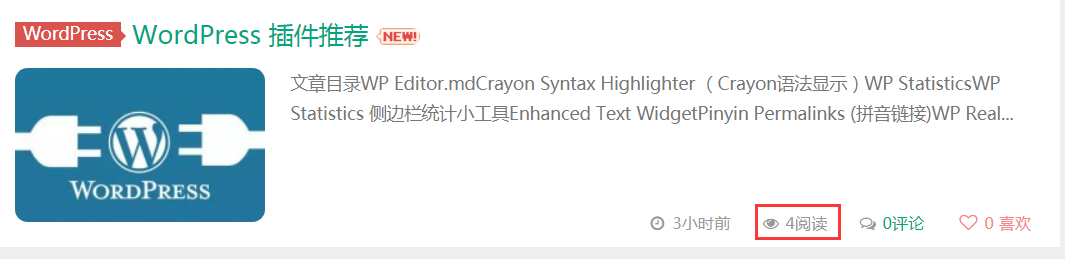 WordPress WordPress 插件推荐 NEW!
文章目录WP Editor.mdCrayon Syntax Highlighter （Crayon语法显示）WP StatisticsWP
Statistics 侧边栏统计小工具Enhanced Text WidgetPinyin Permalinks (拼音链接)WP Real...
WORDPRESS
3小时前 4阅读 0评论 0 喜欢